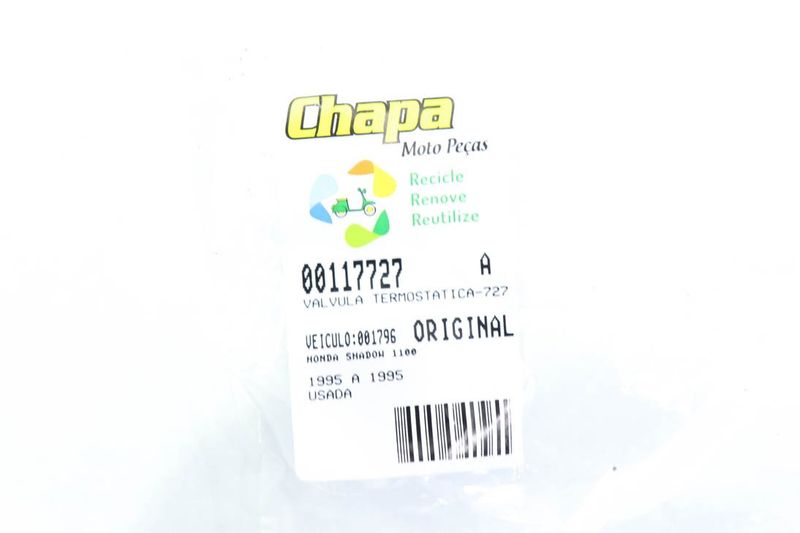 Chapa
Moto Peças
Recicle
Renove
Reutilize
00117727 A
VALVULA TERMOSTATICA-727
VEICULO:001796 ORIGINAL
HONDA SHADOW 1100
1995 A 1995
USADA